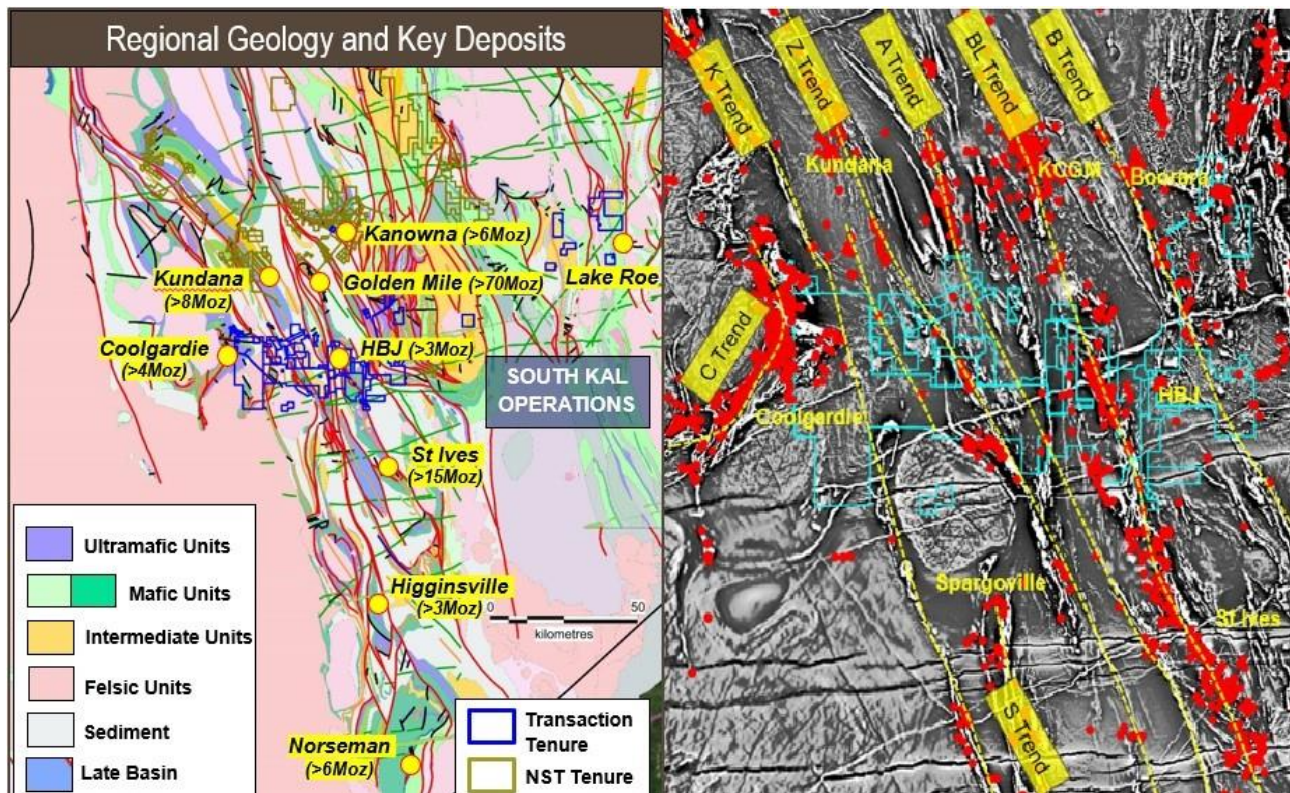 Regional Geology and Key Deposits
Kanowna (>6Moz)
Lake Roe
Kundana
(>8Moz)
Golden Mile (>70Moz)
Coolgardie
(>4Moz)
HBJ (>3Moz)
SOUTH KAL
OPERATIONS
St Ives
(>15Moz)
Higginsville
(>3Moz)
0 50
kilometres
Norseman
(>6Moz)
Ultramafic Units
Mafic Units
Intermediate Units
Felsic Units
Sediment
Late Basin
Transaction
Tenure
NST Tenure
K Trend
Z Trend
A Trend
BL Trend
B Trend
Kundana
KCGM
Boorara
C Trend
Coolgardie
HBJ
Spargoville
St Ives
S Trend